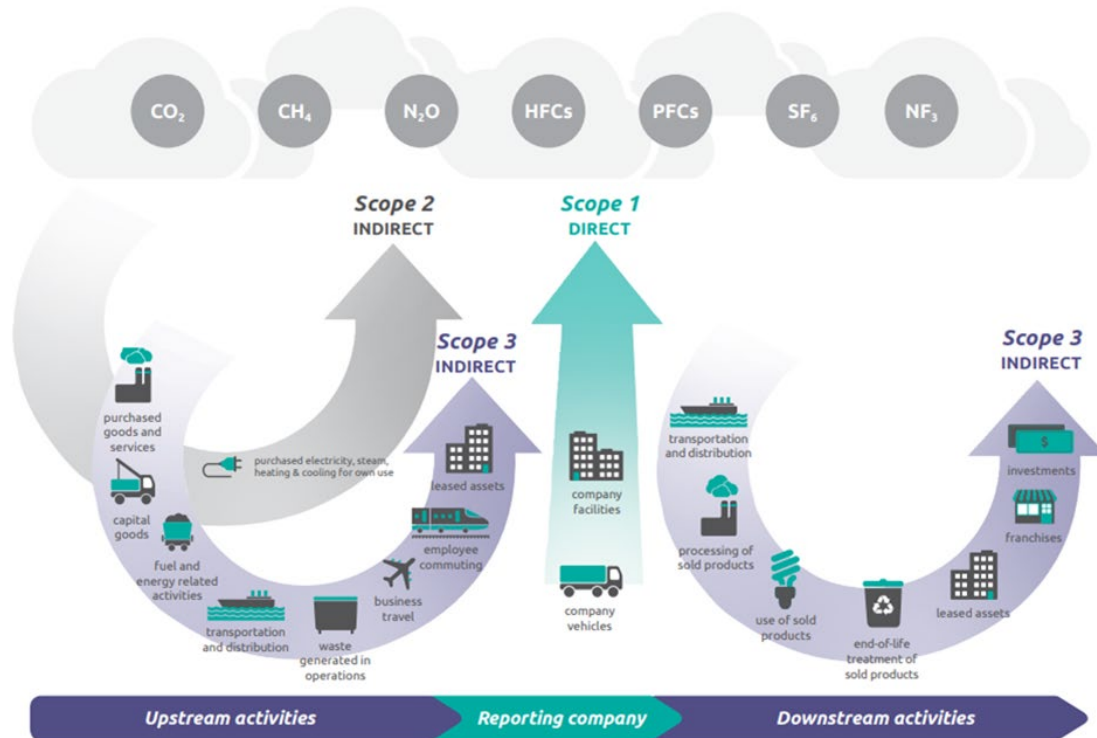 CO₂
CH₄
N₂O
HFCs
PFCs
SF₆
NF₃
Scope 2
INDIRECT
Scope 1
DIRECT
Scope 3
INDIRECT
Scope 3
INDIRECT
purchased
goods and
services
capital
goods
fuel and
energy related
activities
transportation
and distribution
waste
generated in
operations
business
travel
employee
commuting
leased assets
purchased electricity, steam,
heating & cooling for own use
company
facilities
company
vehicles
transportation
and distribution
processing of
sold products
use of sold
products
end-of-life
treatment of
sold products
leased assets
franchises
$
investments
Upstream activities
Reporting company
Downstream activities